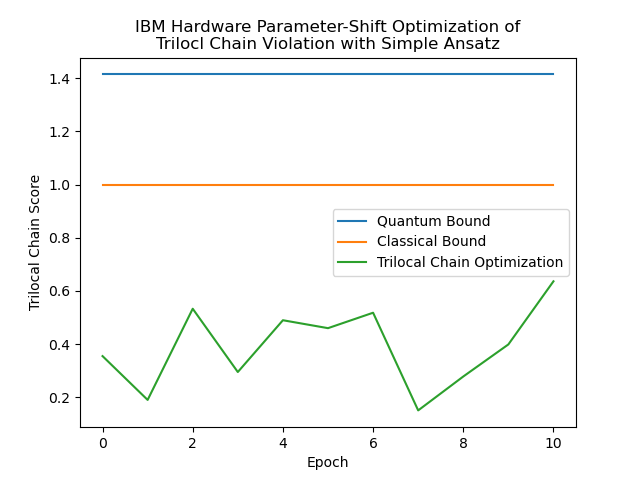 IBM Hardware Parameter-Shift Optimization of
Trilocl Chain Violation with Simple Ansatz
1.4
1.2
1.0
0.8
0.6
0.4
0.2
Trilocal Chain Score
Quantum Bound
Classical Bound
Trilocal Chain Optimization
0 2 4 6 8 10
Epoch